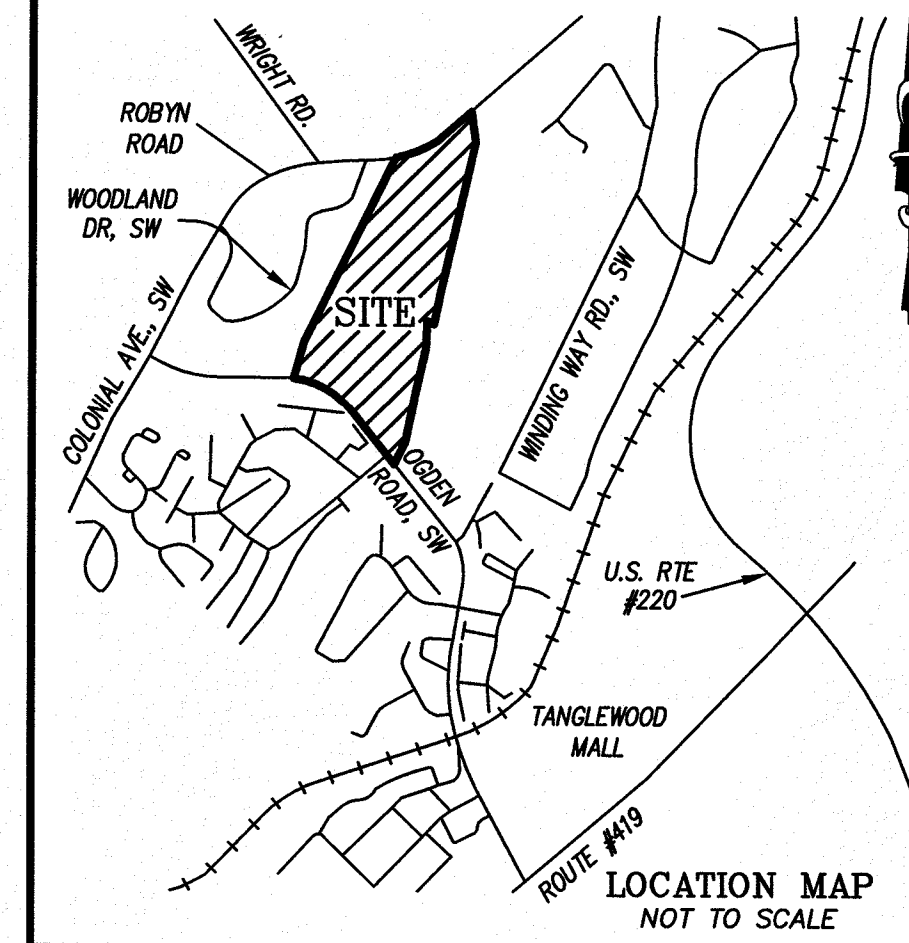 WRIGHT RD.
ROBYN
ROAD
WOODLAND
DR, SW
COLONIAL AVE., SW
SITE
WINDING WAY RD., SW
OGDEN
ROAD, SW
U.S. RTE
#220
TANGLEWOOD
MALL
ROUTE #419
LOCATION MAP
NOT TO SCALE